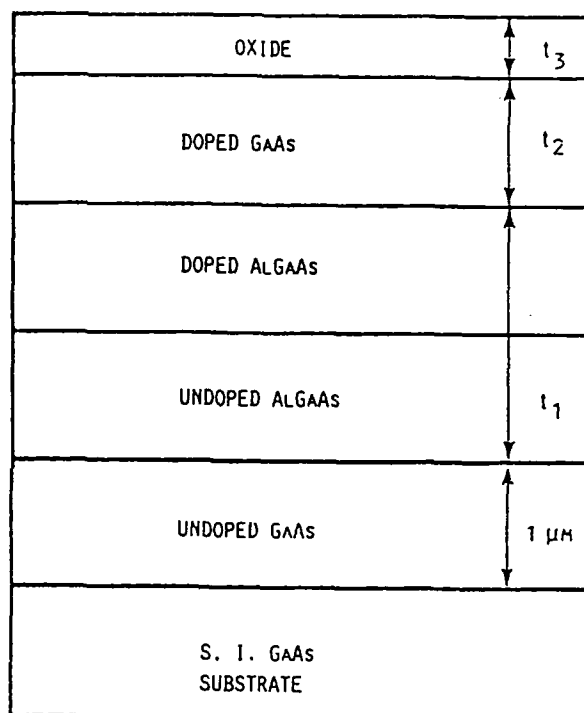 OXIDE
t3
DOPED GAAS
t2
DOPED ALGAAS
UNDOPED ALGAAS
t1
UNDOPED GAAS
1 μM
S. I. GAAS
SUBSTRATE